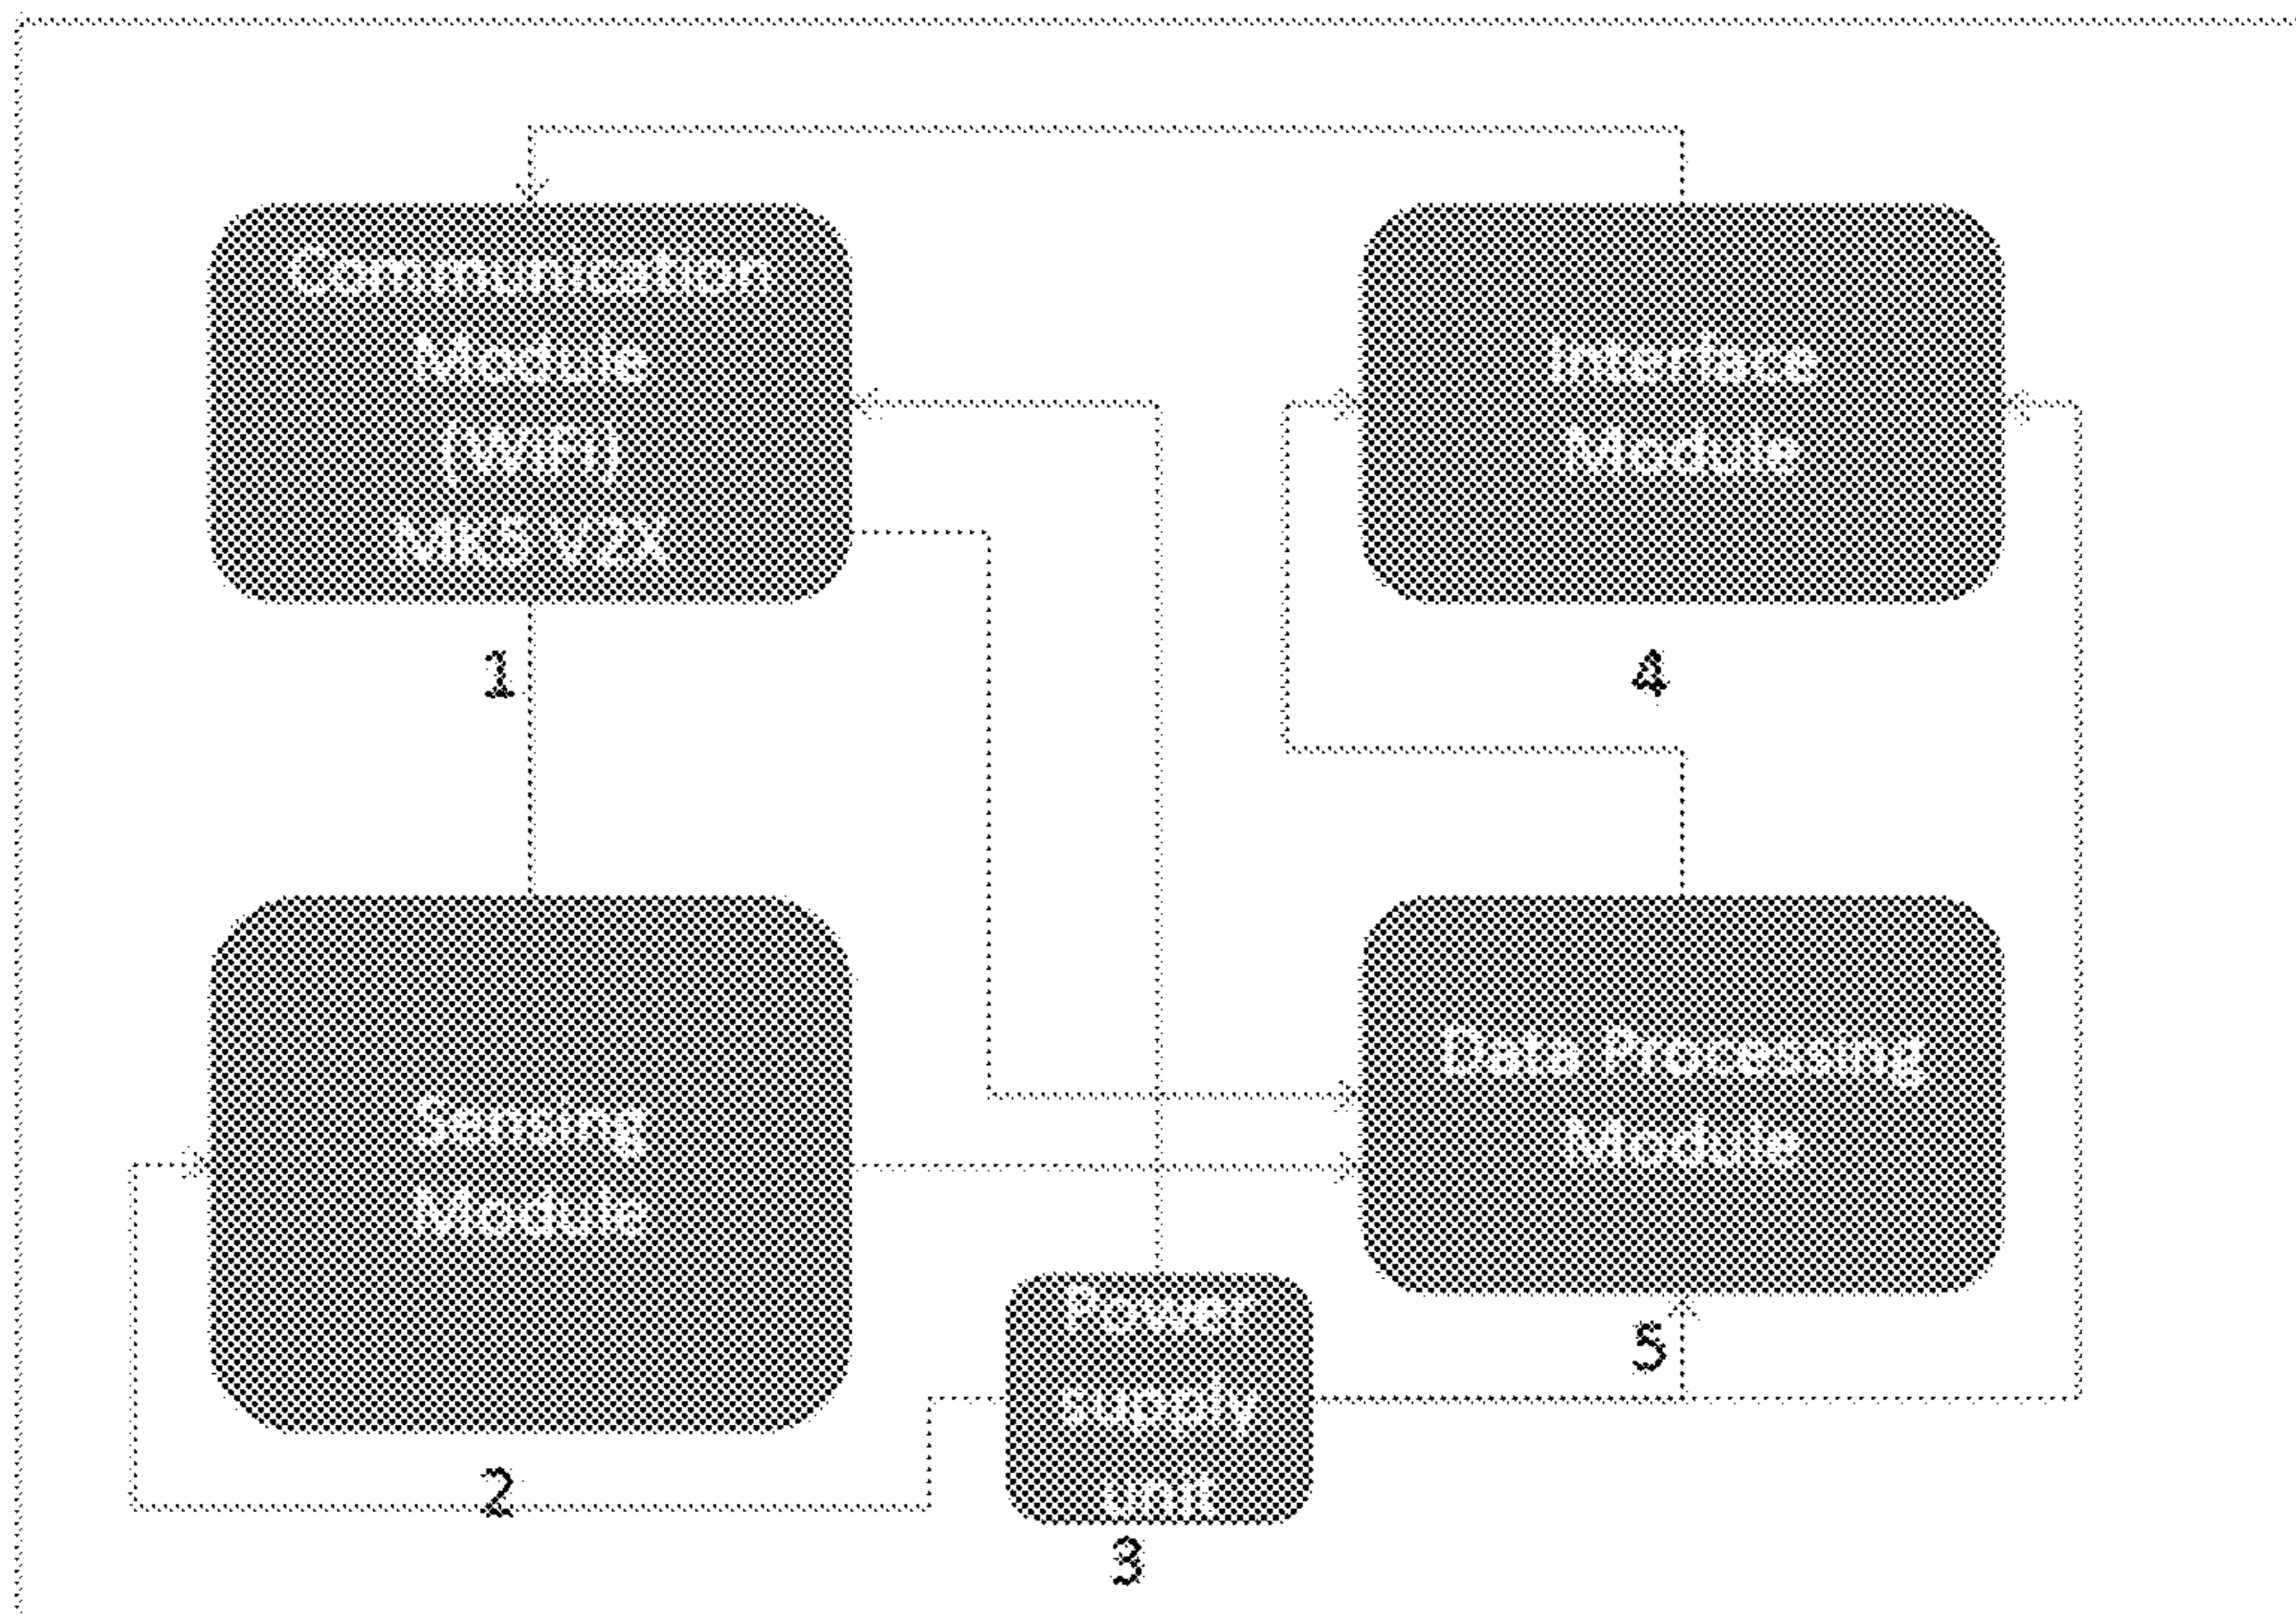 Communication
Module
(WIFI)
MK5 V2X
1
Interface
Module
4
Sensing
Module
2
Data Processing
Module
5
Power
supply
unit
3